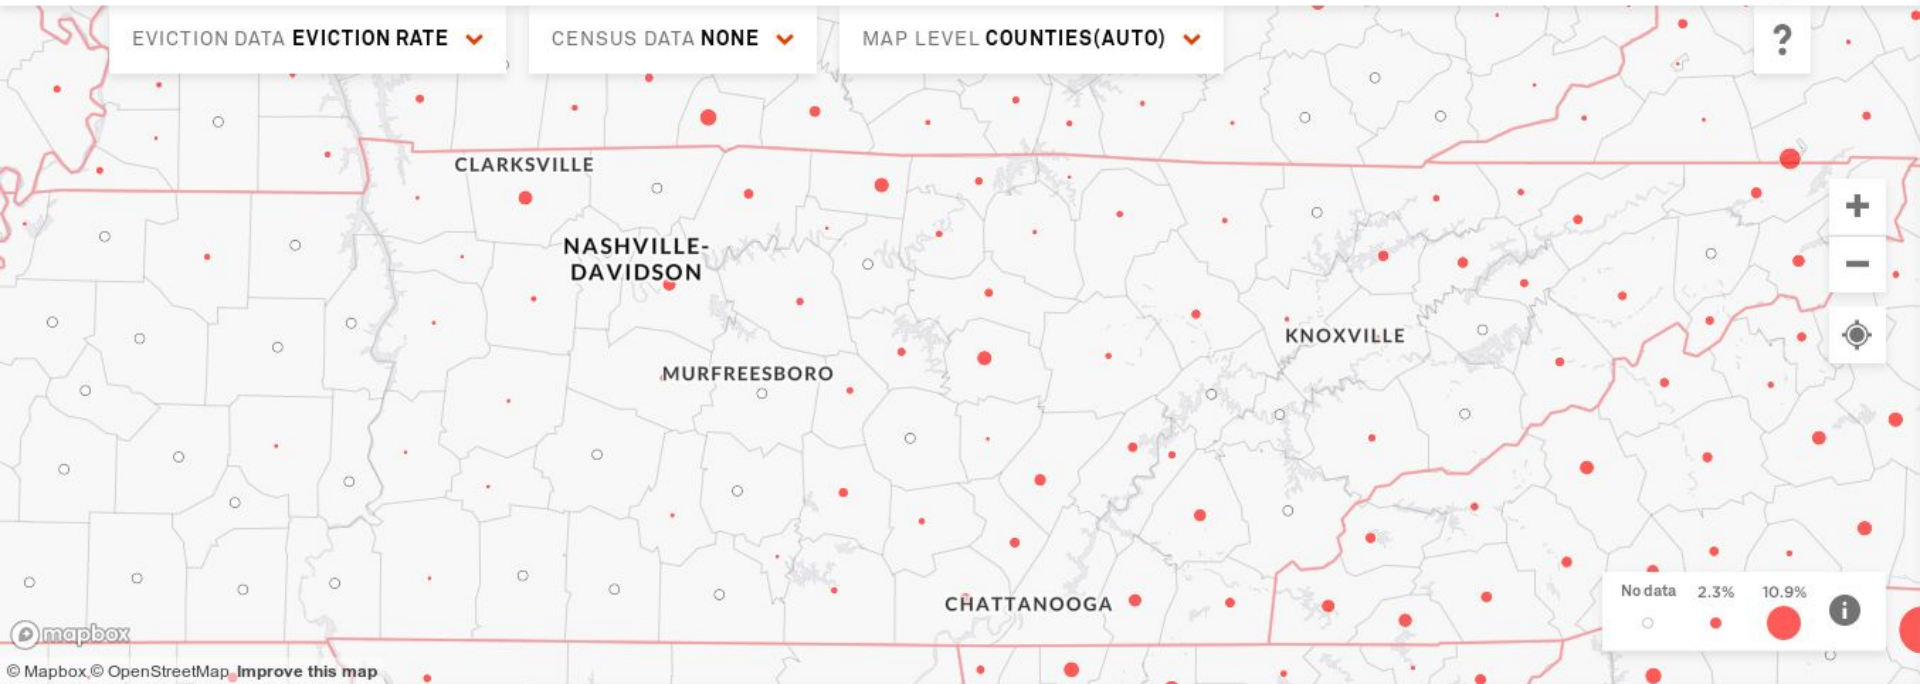 EVICTION DATA EVICTION RATE
CENSUS DATA NONE
MAP LEVEL COUNTIES(AUTO)
?
CLARKSVILLE
NASHVILLE-
DAVIDSON
MURFREESBORO
KNOXVILLE
CHATTANOOGA
+
−
No data 2.3% 10.9%
i
mapbox
© Mapbox © OpenStreetMap Improve this map